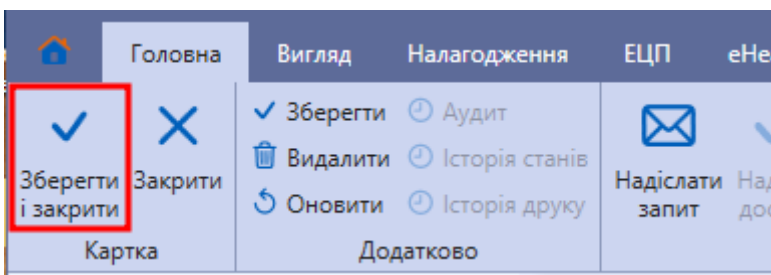 Головна Вигляд Налагодження ЕЦП
Зберегти і закрити
Закрити
Картка
Зберегти Аудит
Видалити Історія станів
Оновити Історія друку
Додатково
Надіслати запит